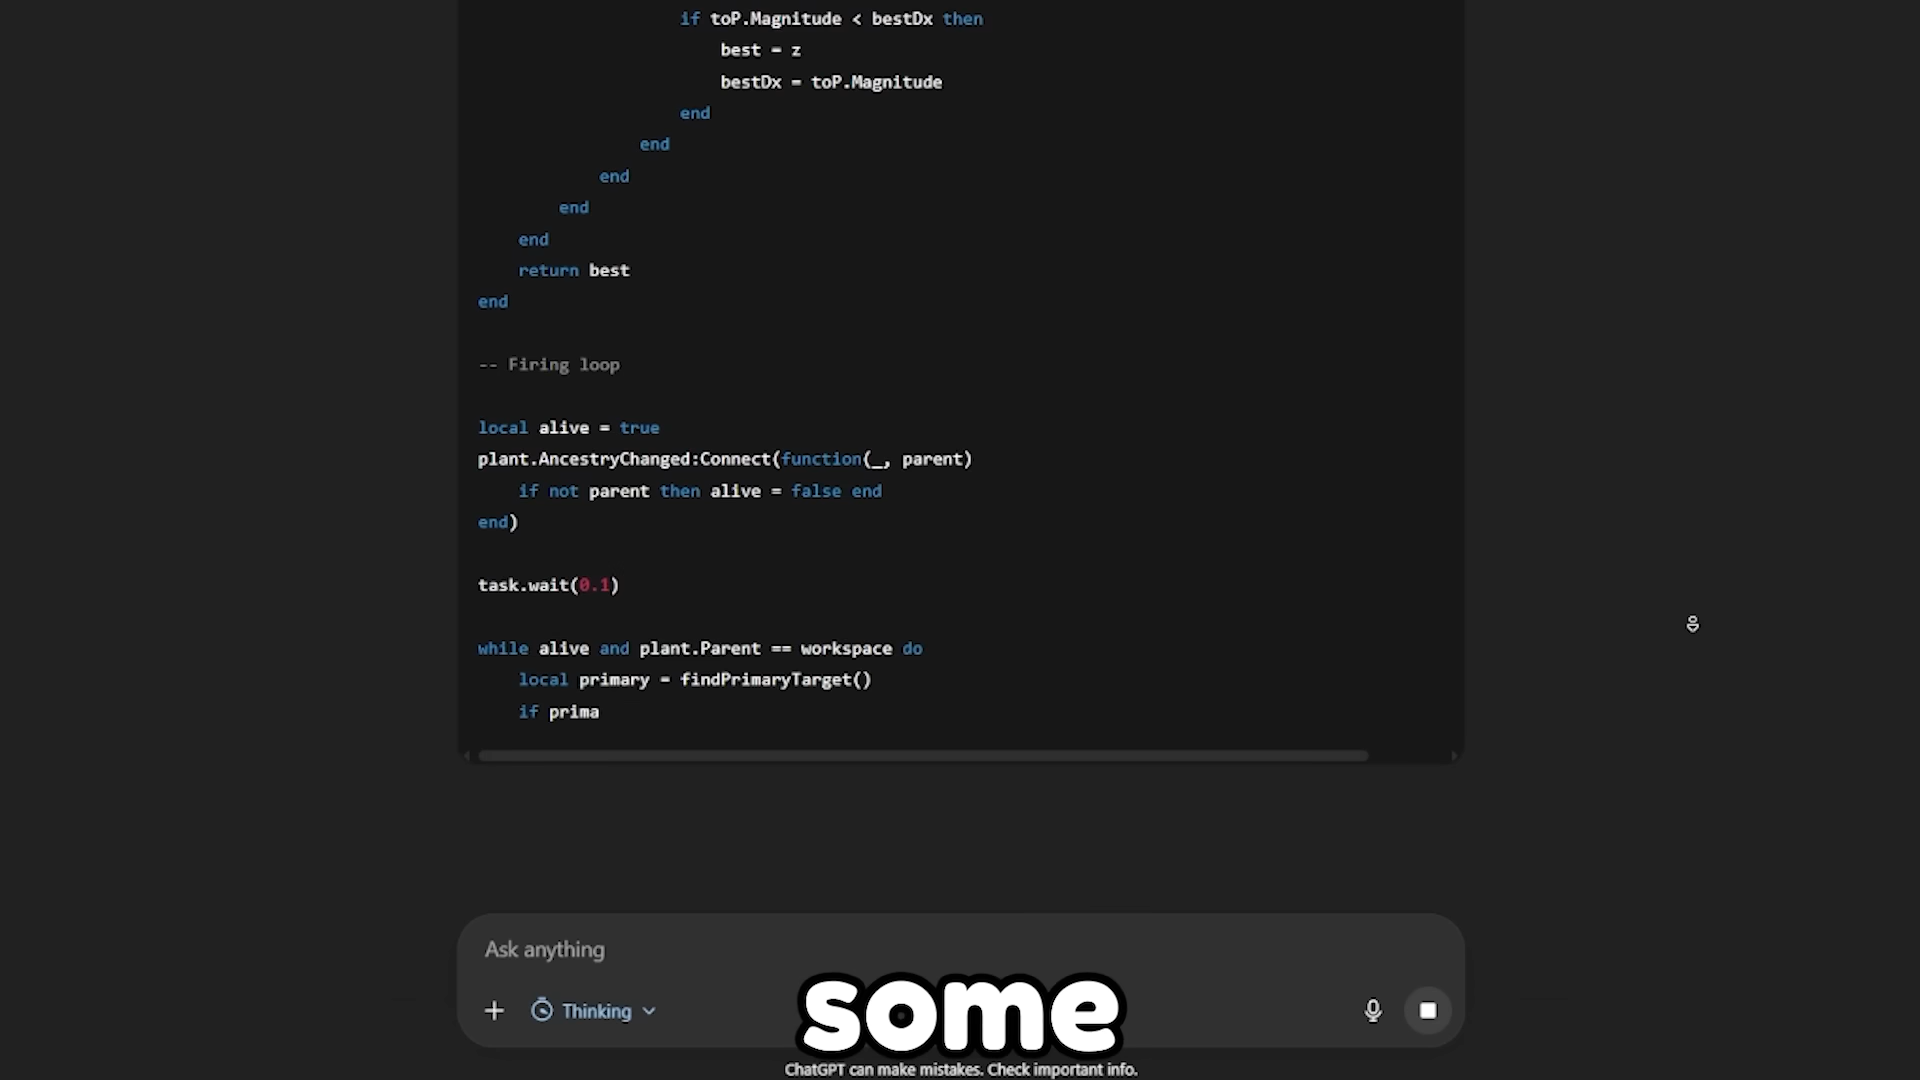 if toP.Magnitude < bestDx then
best = z
bestDx = toP.Magnitude
end
end
end
end
end
return best
end
-- Firing loop
local alive = true
plant.AncestryChanged:Connect(function(_, parent)
if not parent then alive = false end
end)
task.wait(0.1)
while alive and plant.Parent == workspace do
local primary = findPrimaryTarget()
if prima
Ask anything
Thinking
some
ChatGPT can make mistakes. Check important info.